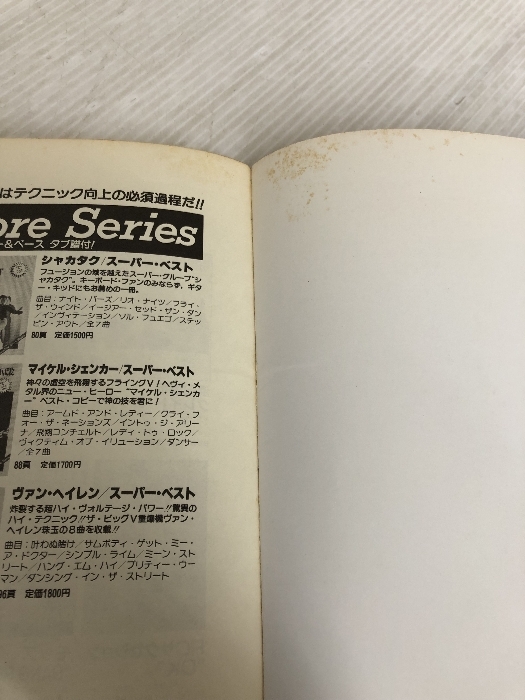 はテクニック向上の必須過程だ!!
ore Series
ー&ベース タブ譜付!
シャカタク/スーパー・ベスト
フュージョンの域を越えたスーパー・グループ“シ
ャカタク”。キーボード・ファンのみならず、ギタ
ー・キッドにもお薦めの一冊。
曲目:ナイト・バーズ/リオ・ナイツ/フライ・
ザ・ウィンド/イージアー・セッド・ザン・ダン
/インヴィテーション/ソル・フュエゴ/ステッ
ピン・アウト/全7曲
80頁 定価1500円
マイケル・シェンカー/スーパー・ベスト
神々の虚空を飛翔するフライングV!ヘヴィ・メ
タル界のニュー・ヒーロー“マイケル・シェンカ
ー”ベスト・コピーで神の技を君に!
曲目:アームド・アンド・レディー/クライ・フ
ォー・ザ・ネーションズ/イントゥ・ジ・アリー
ナ/飛翔コンチェルト/レディ・トゥ・ロック/
ヴィクティム・オブ・イリュージョン/ダンサー
/全7曲
88頁 定価1700円
ヴァン・ヘイレン/スーパー・ベスト
炸裂する超ハイ・ヴォルテージ・パワー!!驚異の
ハイ・テクニック!!ザ・ビッグV重爆機ヴァン・
ヘイレン珠玉の8曲を収載!!
曲目:叶わぬ賭け/サムボディ・ゲット・ミー・
ア・ドクター/シンプル・ライム/ミーン・スト
リート/ハング・エム・ハイ/プリティー・ウー
マン/ダンシング・イン・ザ・ストリート
96頁 定価1800円